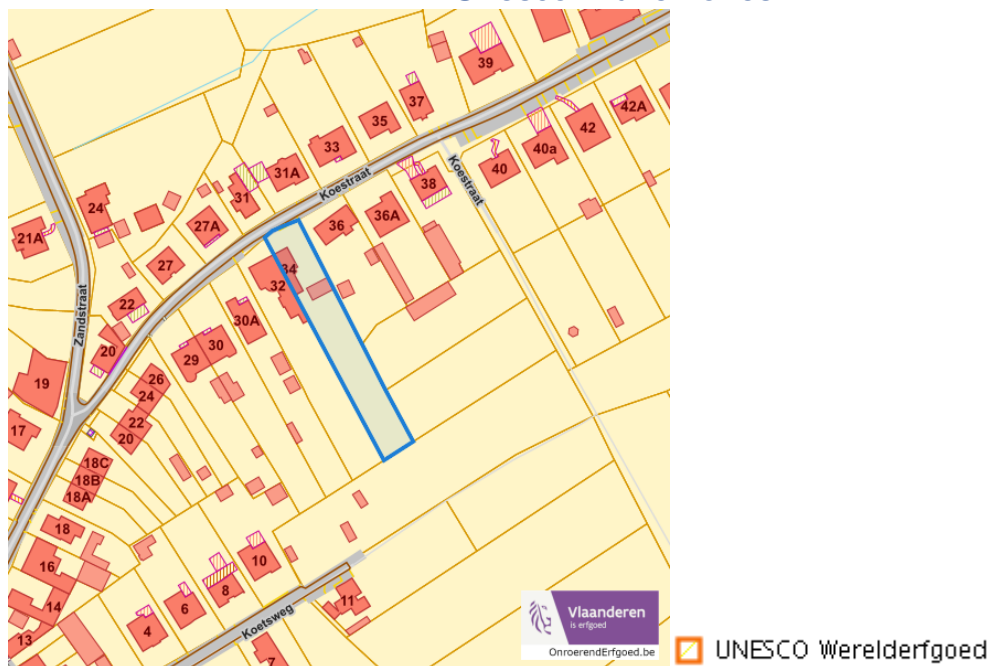 39
37
42A
35
42
33
40a
31A
40
38
Koestraat
Koestraat
31
24
36A
27A
36
21A
27
34
32
22
Zandstraat
30A
20
30
29
26
19
24
22
17
20
18C
18B
18A
18
10
16
8
11
6
14
4
Koetsweg
13
7
Vlaanderen
is erfgoed
OnroerendErfgoed.be
UNESCO Werelderfgoed